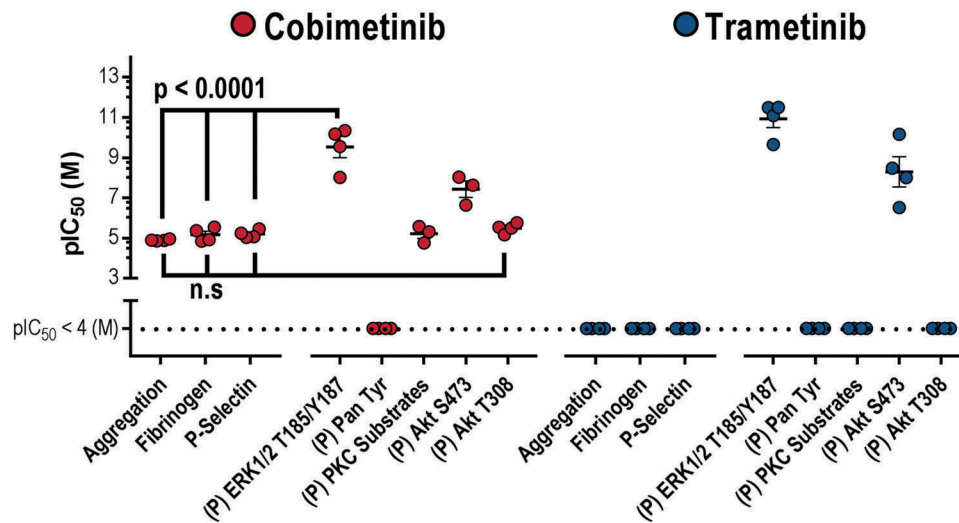 Cobimetinib
Trametinib
pIC50 (M)
13
11
9
7
5
3
p < 0.0001
n.s
pIC50 < 4 (M)
Aggregation
Fibrinogen
P-Selectin
(P) ERK1/2 T185/Y187
(P) Pan Tyr
(P) PKC Substrates
(P) Akt S473
(P) Akt T308
Aggregation
Fibrinogen
P-Selectin
(P) ERK1/2 T185/Y187
(P) Pan Tyr
(P) PKC Substrates
(P) Akt S473
(P) Akt T308